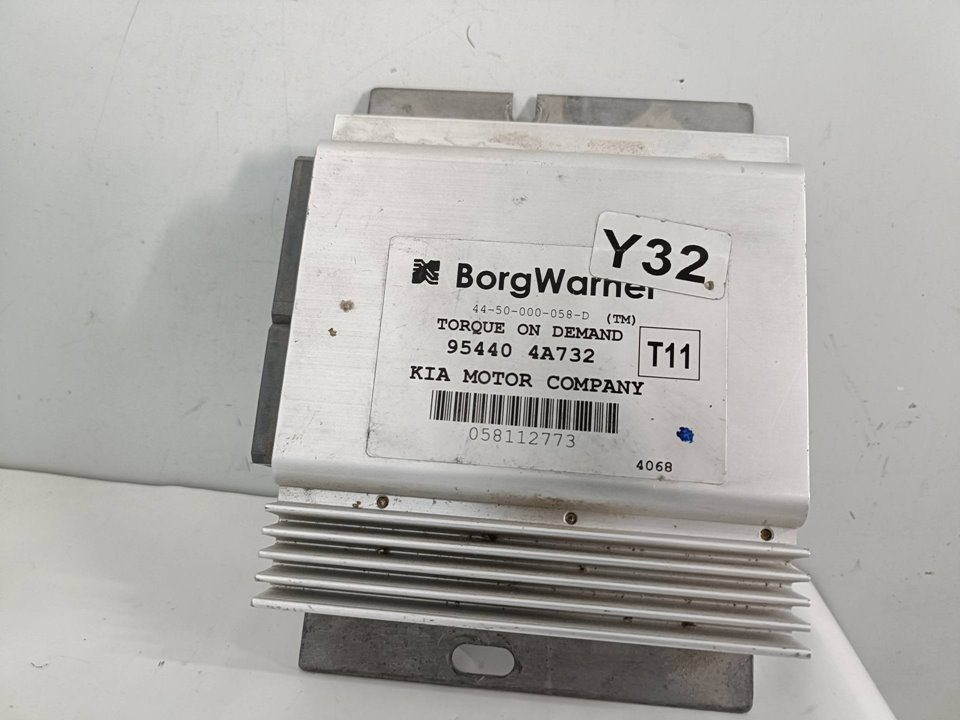 Y32
BorgWarner
44-50-000-058-D (TM)
TORQUE ON DEMAND
95440 4A732
T11
KIA MOTOR COMPANY
058112773
4068